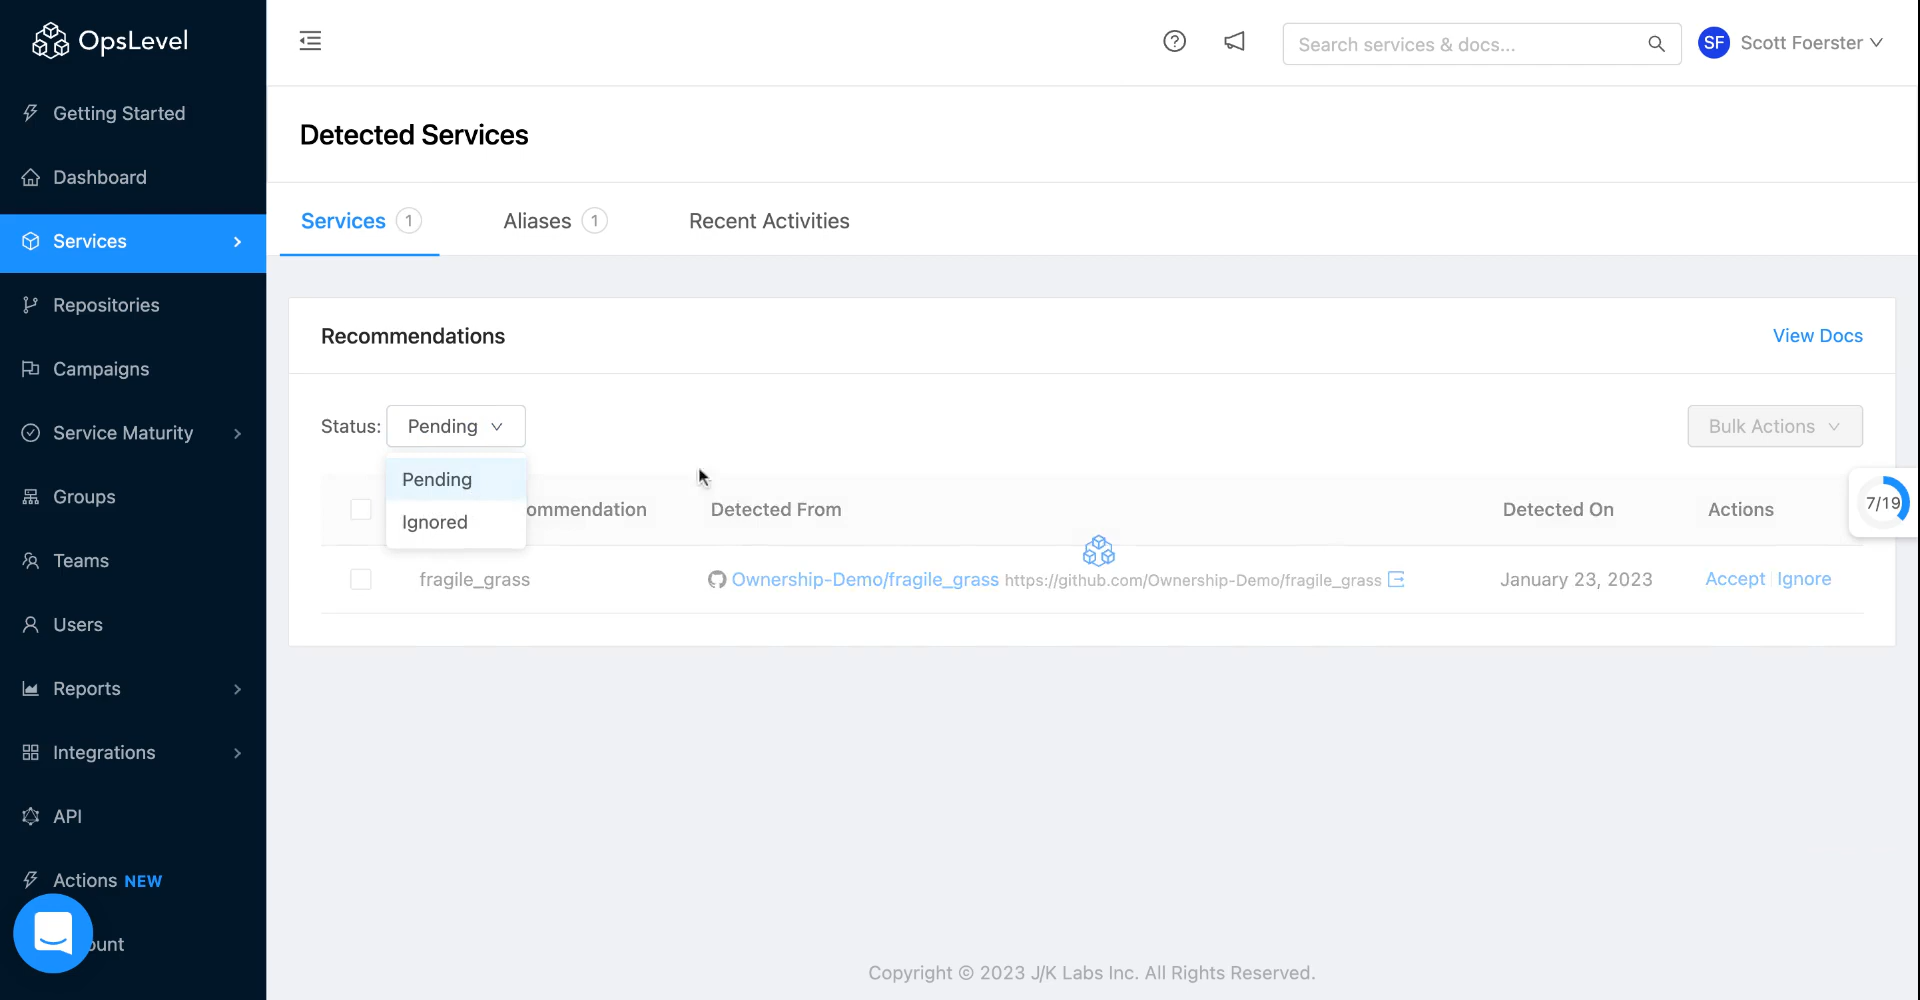 OpsLevel
Getting Started
Dashboard
Services
Repositories
Campaigns
Service Maturity
Groups
Teams
Users
Reports
Integrations
API
Actions NEW
ount
Search services & docs...
SF Scott Foerster
Detected Services
Services 1
Aliases 1
Recent Activities
Recommendations
View Docs
Status: Pending
Bulk Actions
Pending
Ignored
ommendation
Detected From
Detected On
Actions
7/19
fragile_grass
Ownership-Demo/fragile_grass https://github.com/Ownership-Demo/fragile_grass
January 23, 2023
Accept
Ignore
Copyright © 2023 J/K Labs Inc. All Rights Reserved.